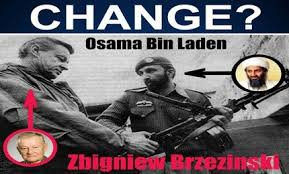 CHANGE?
Osama Bin Laden
Zbigniew Brzezinski